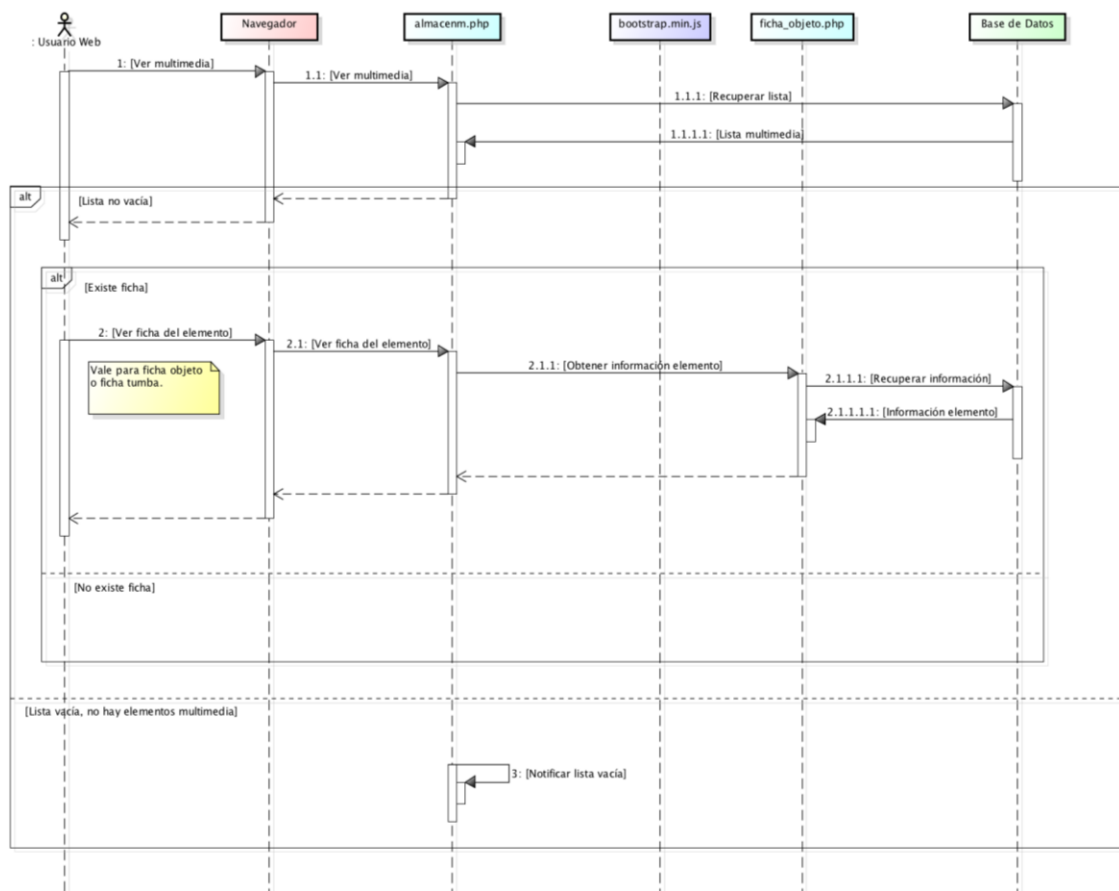 : Usuario Web
Navegador
almacenm.php
bootstrap.min.js
ficha_objeto.php
Base de Datos
1: [Ver multimedia]
1.1: [Ver multimedia]
1.1.1: [Recuperar lista]
1.1.1.1: [Lista multimedia]
alt
[Lista no vacía]
alt
[Existe ficha]
2: [Ver ficha del elemento]
2.1: [Ver ficha del elemento]
Vale para ficha objeto
o ficha tumba.
2.1.1: [Obtener información elemento]
2.1.1.1: [Recuperar información]
2.1.1.1.1: [Información elemento]
[No existe ficha]
[Lista vacía, no hay elementos multimedia]
3: [Notificar lista vacía]